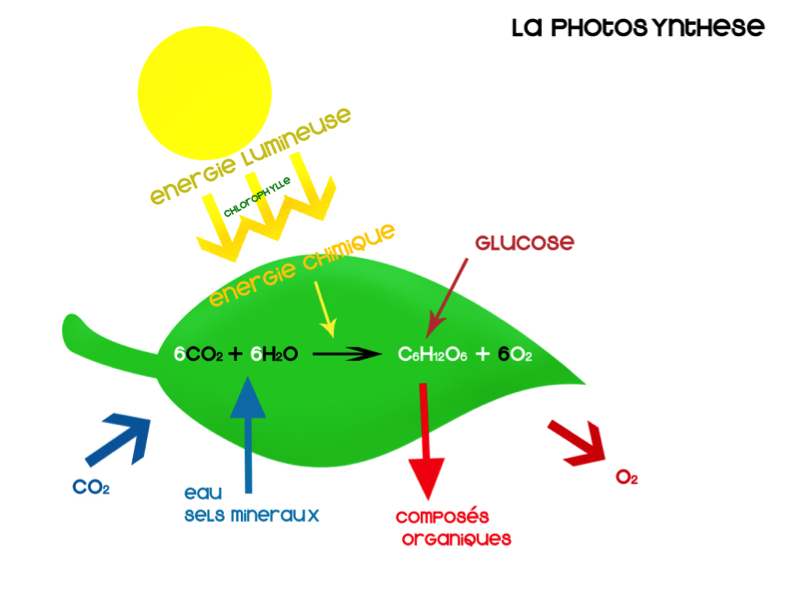 La PHOTOSYNTHESE
energie lumineuse
CHLOROPHYLLE
energie chimique
Glucose
6CO₂ + 6H₂O → C₆H₁₂O₆ + 6O₂
CO₂
eau
sels mineraux
composés
organiques
O₂